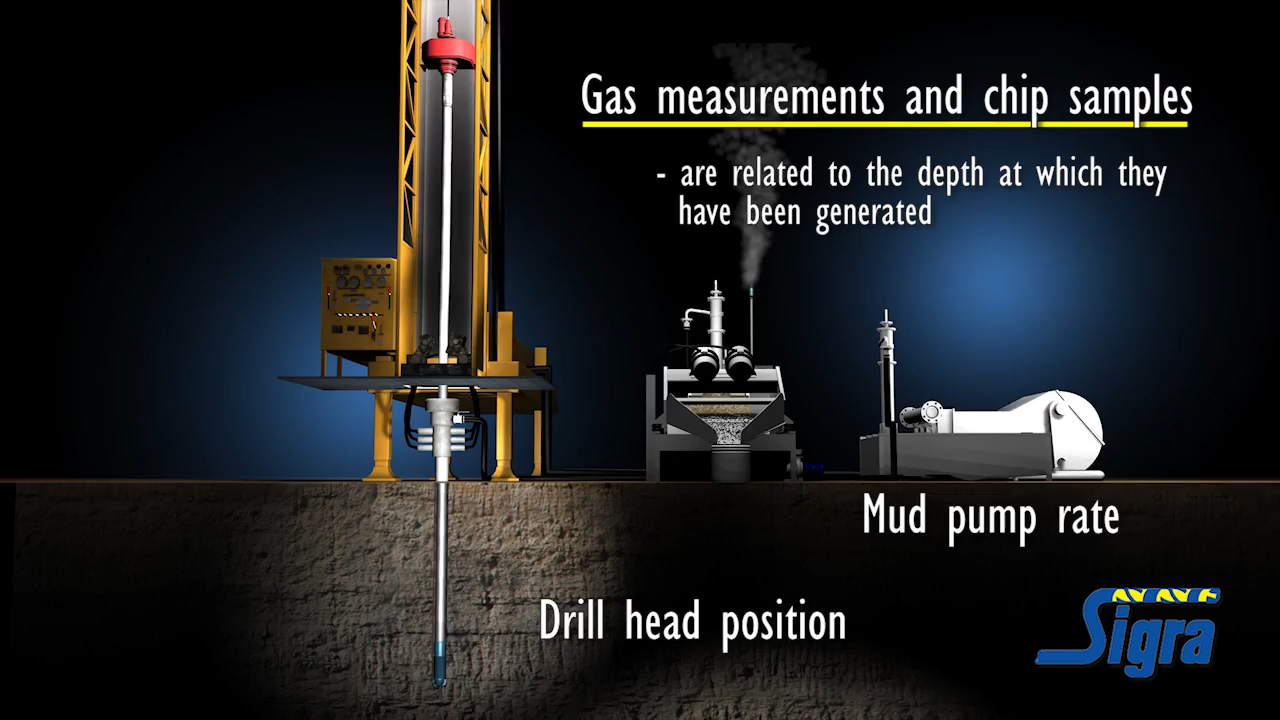 Gas measurements and chip samples
- are related to the depth at which they
have been generated
Mud pump rate
Drill head position
Sigra